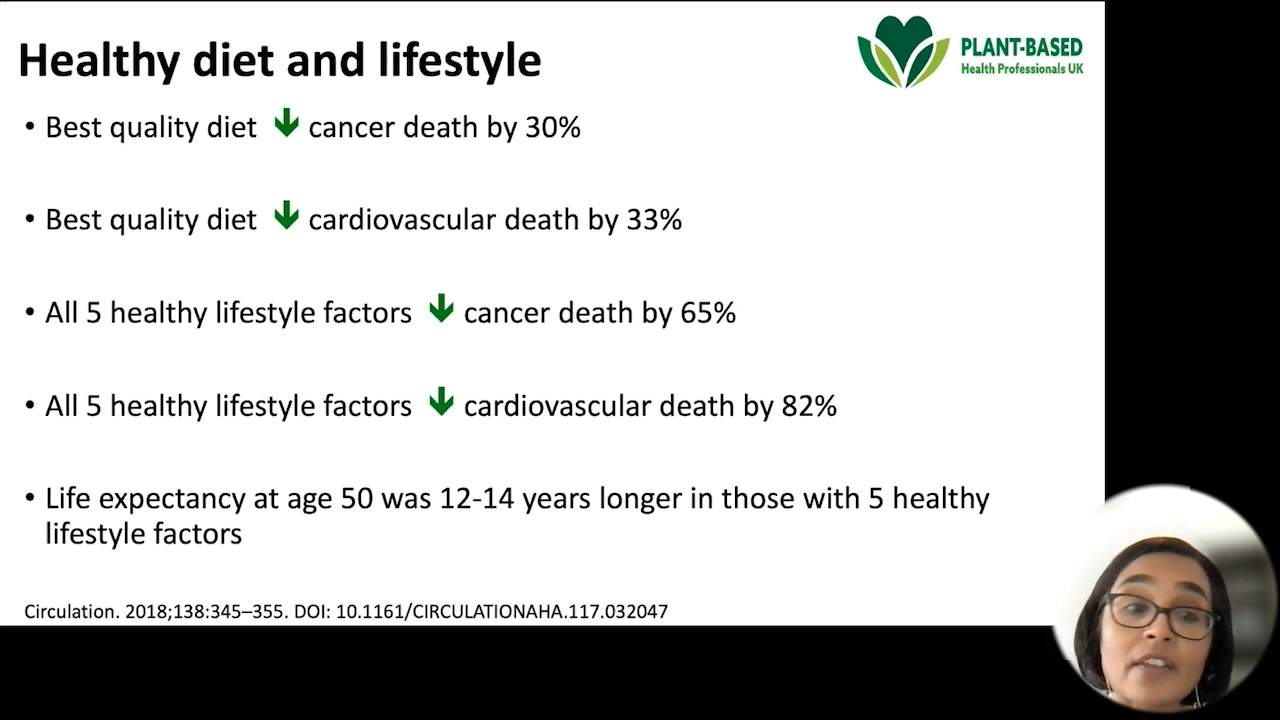 Healthy diet and lifestyle
PLANT-BASED
Health Professionals UK
• Best quality diet ↓ cancer death by 30%
• Best quality diet ↓ cardiovascular death by 33%
• All 5 healthy lifestyle factors ↓ cancer death by 65%
• All 5 healthy lifestyle factors ↓ cardiovascular death by 82%
• Life expectancy at age 50 was 12-14 years longer in those with 5 healthy
lifestyle factors
Circulation. 2018;138:345–355. DOI: 10.1161/CIRCULATIONAHA.117.032047